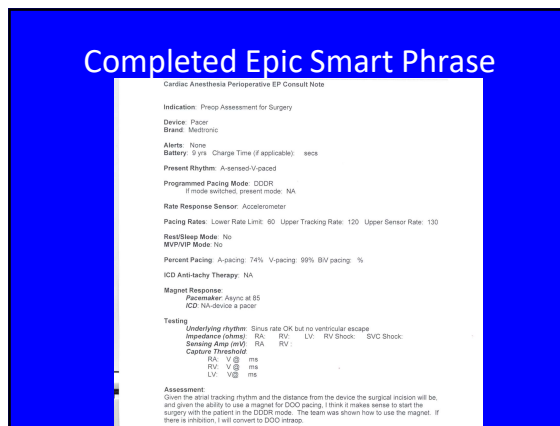 Completed Epic Smart Phrase
Cardiac Anesthesia Perioperative EP Consult Note
Indication: Preop Assessment for Surgery
Device: Pacer
Brand: Medtronic
Alerts: None
Battery: 9 yrs Charge Time (if applicable): secs
Present Rhythm: A-sensed-V-paced
Programmed Pacing Mode: DDDR
If mode switched, present mode: NA
Rate Response Sensor: Accelerometer
Pacing Rates: Lower Rate Limit: 60 Upper Tracking Rate: 120 Upper Sensor Rate: 130
Rest/Sleep Mode: No
MVP/VIP Mode: No
Percent Pacing: A-pacing: 74% V-pacing: 99% BiV pacing: %
ICD Anti-tachy Therapy: NA
Magnet Response:
Pacemaker: Async at 85
ICD: NA-device a pacer
Testing
Underlying rhythm: Sinus rate OK but no ventricular escape
Impedance (ohms): RA: RV: LV: RV Shock: SVC Shock:
Sensing Amp (mV): RA RV :
Capture Threshold:
RA: V @ ms
RV: V @ ms
LV: V@ ms
Assessment:
Given the atrial tracking rhythm and the distance from the device the surgical incision will be,
and given the ability to use a magnet for DOO pacing, I think it makes sense to start the
surgery with the patient in the DDDR mode. The team was shown how to use the magnet. If
there is inhibition, I will convert to DOO intraop.